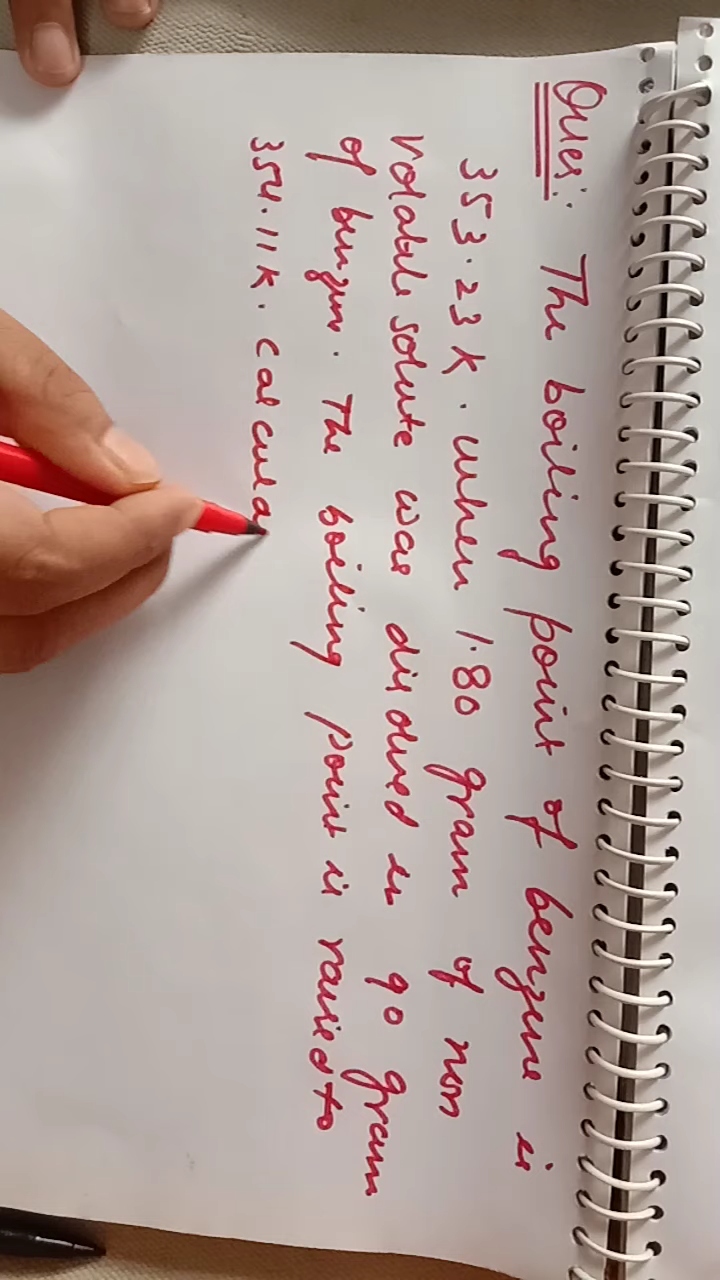 Ques:- The boiling point of benzene is
353.23 K. when 1.80 gram of non
volatile solute was disolved in 90 gram
of benzene. The boiling point is raised to
354.11 K. Calcula